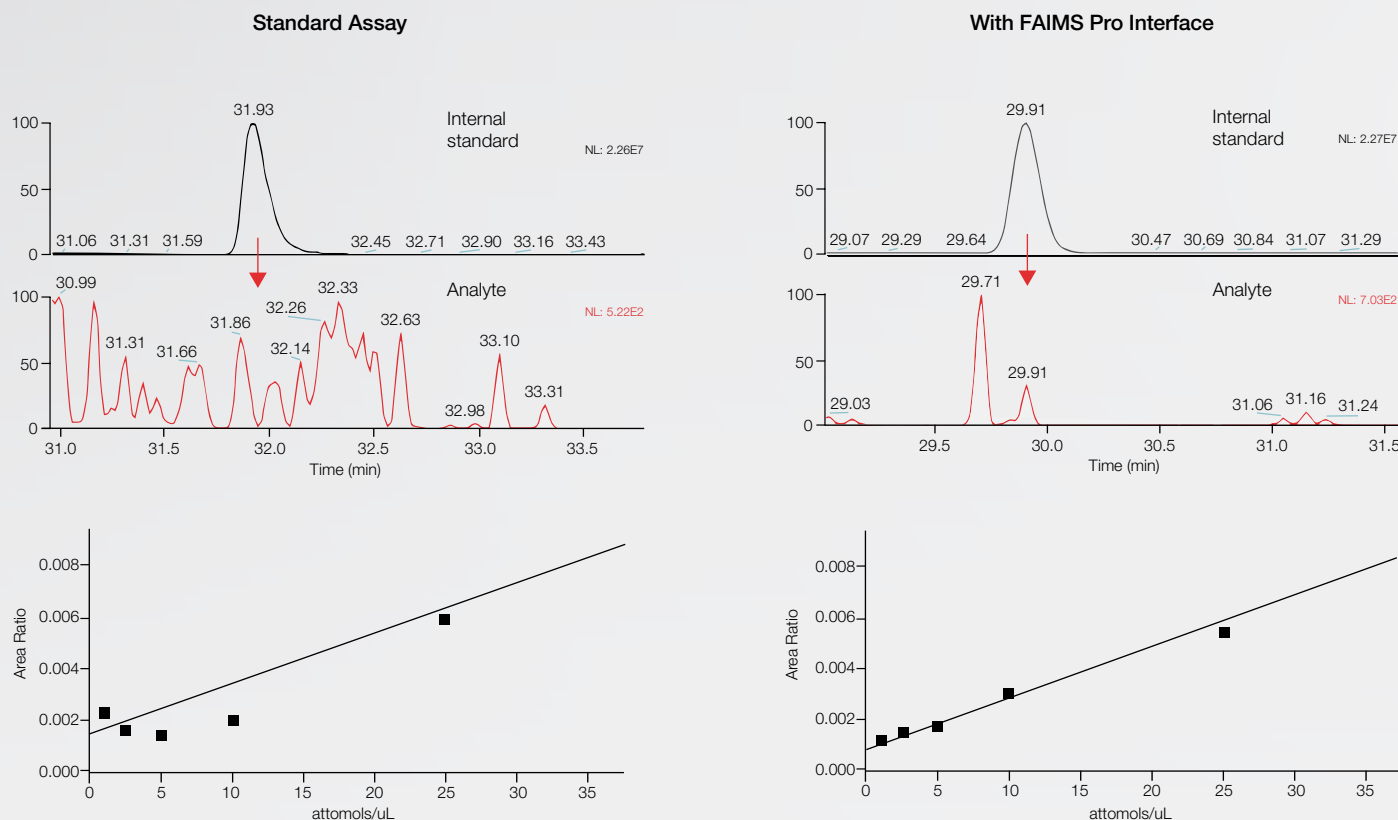 Standard Assay
31.93
Internal
standard
NL: 2.26E7
100
50
0
31.06 31.31 31.59 32.45 32.71 32.90 33.16 33.43
Analyte
NL: 5.22E2
30.99
100
50
0
31.31
31.66
31.86
32.26
32.14
32.33
32.63
32.98
33.10
33.31
31.0 31.5 32.0 32.5 33.0 33.5
Time (min)
Area Ratio
0.008
0.006
0.004
0.002
0.000
0 5 10 15 20 25 30 35
attomols/uL
With FAIMS Pro Interface
29.91
Internal
standard
NL: 2.27E7
100
50
0
29.07 29.29 29.64 30.47 30.69 30.84 31.07 31.29
Analyte
NL: 7.03E2
100
50
0
29.03
29.71
29.91
31.06
31.16
31.24
29.5 30.0 30.5 31.0 31.5
Time (min)
Area Ratio
0.008
0.006
0.004
0.002
0.000
0 5 10 15 20 25 30 35
attomols/uL